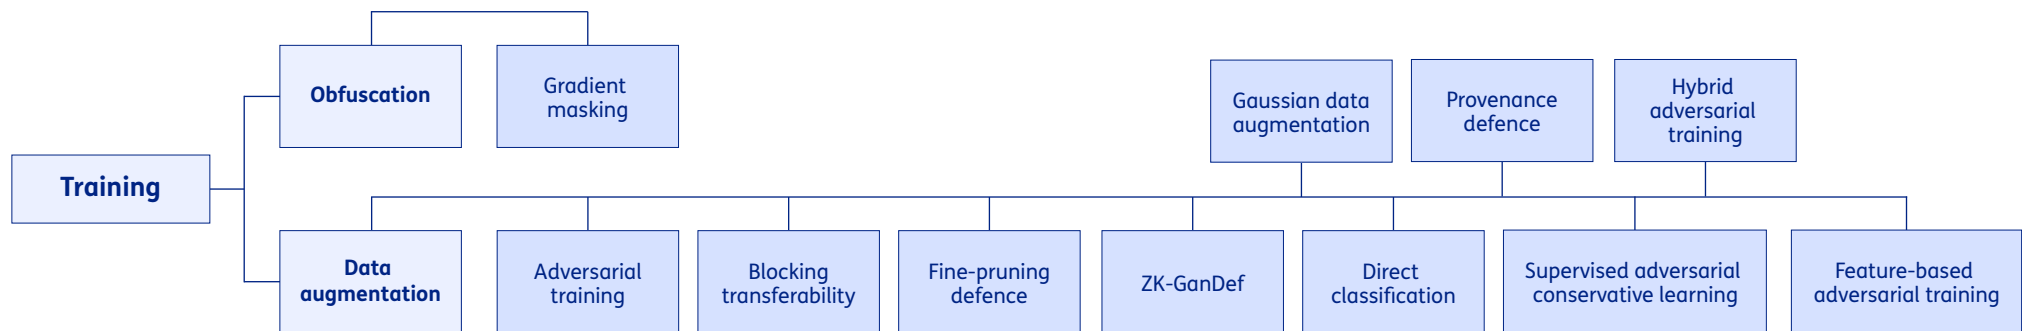 Obfuscation
Gradient
masking
Gaussian data
augmentation
Provenance
defence
Hybrid
adversarial
training
Training
Data
augmentation
Adversarial
training
Blocking
transferability
Fine-pruning
defence
ZK-GanDef
Direct
classification
Supervised adversarial
conservative learning
Feature-based
adversarial training